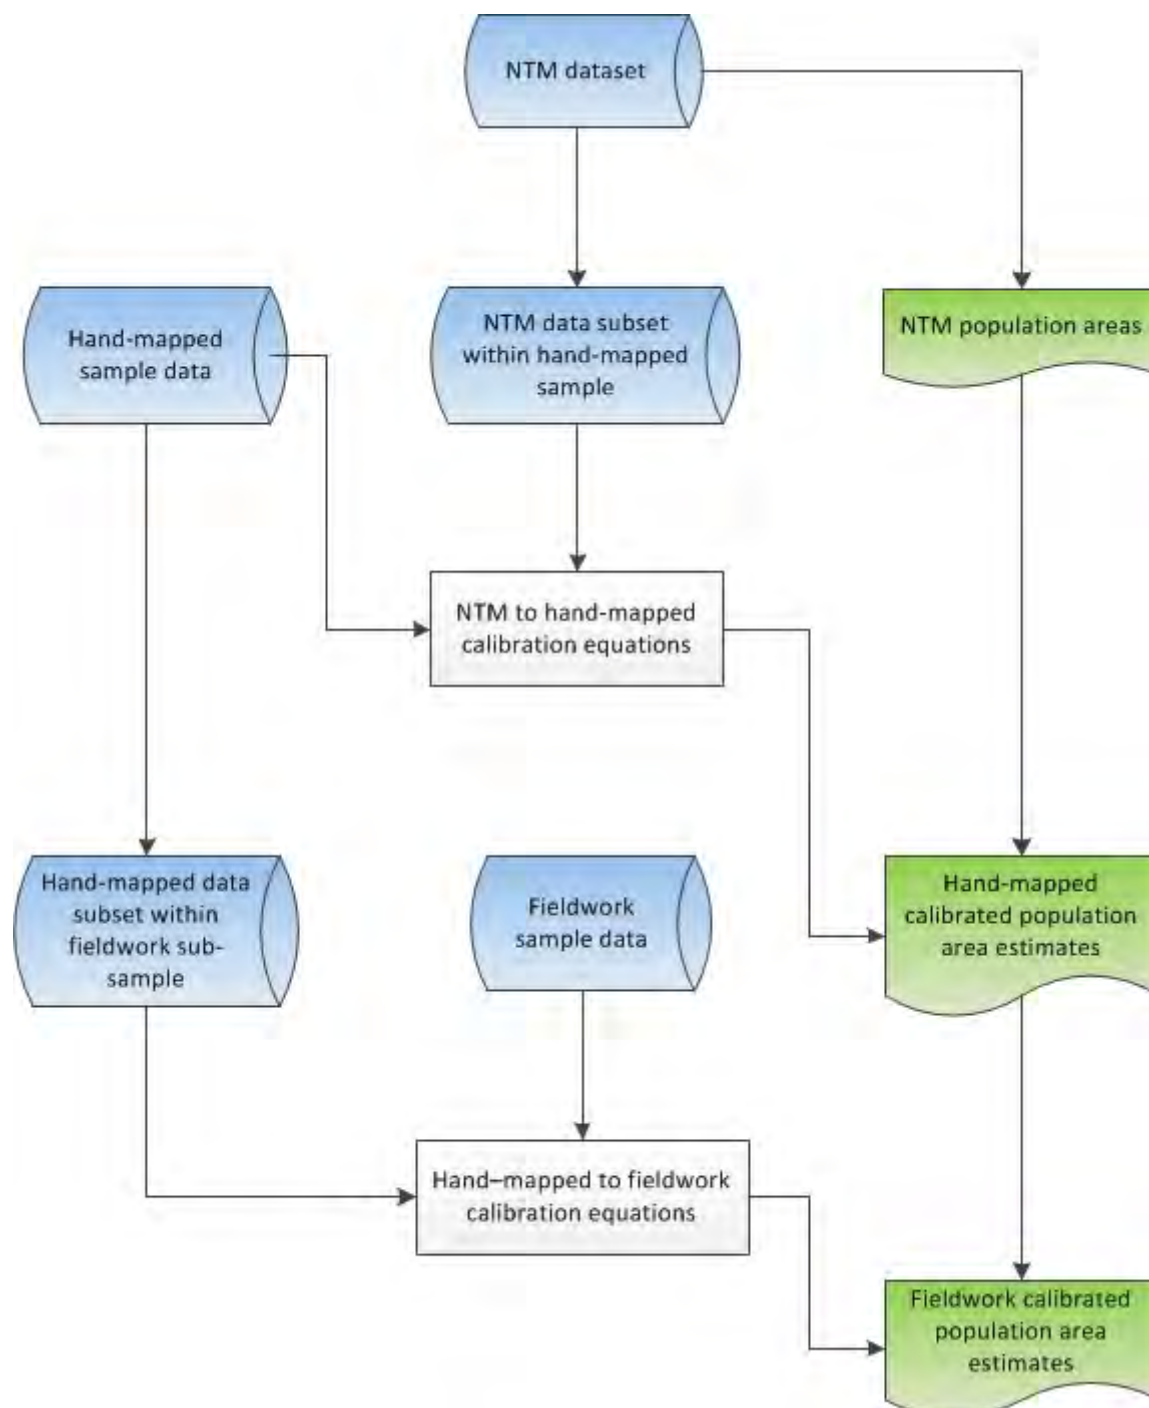 NTM dataset
Hand-mapped
sample data
NTM data subset
within hand-mapped
sample
NTM population areas
NTM to hand-mapped
calibration equations
Hand-mapped data
subset within
fieldwork sub-
sample
Fieldwork
sample data
Hand-mapped
calibrated population
area estimates
Hand–mapped to fieldwork
calibration equations
Fieldwork calibrated
population area
estimates